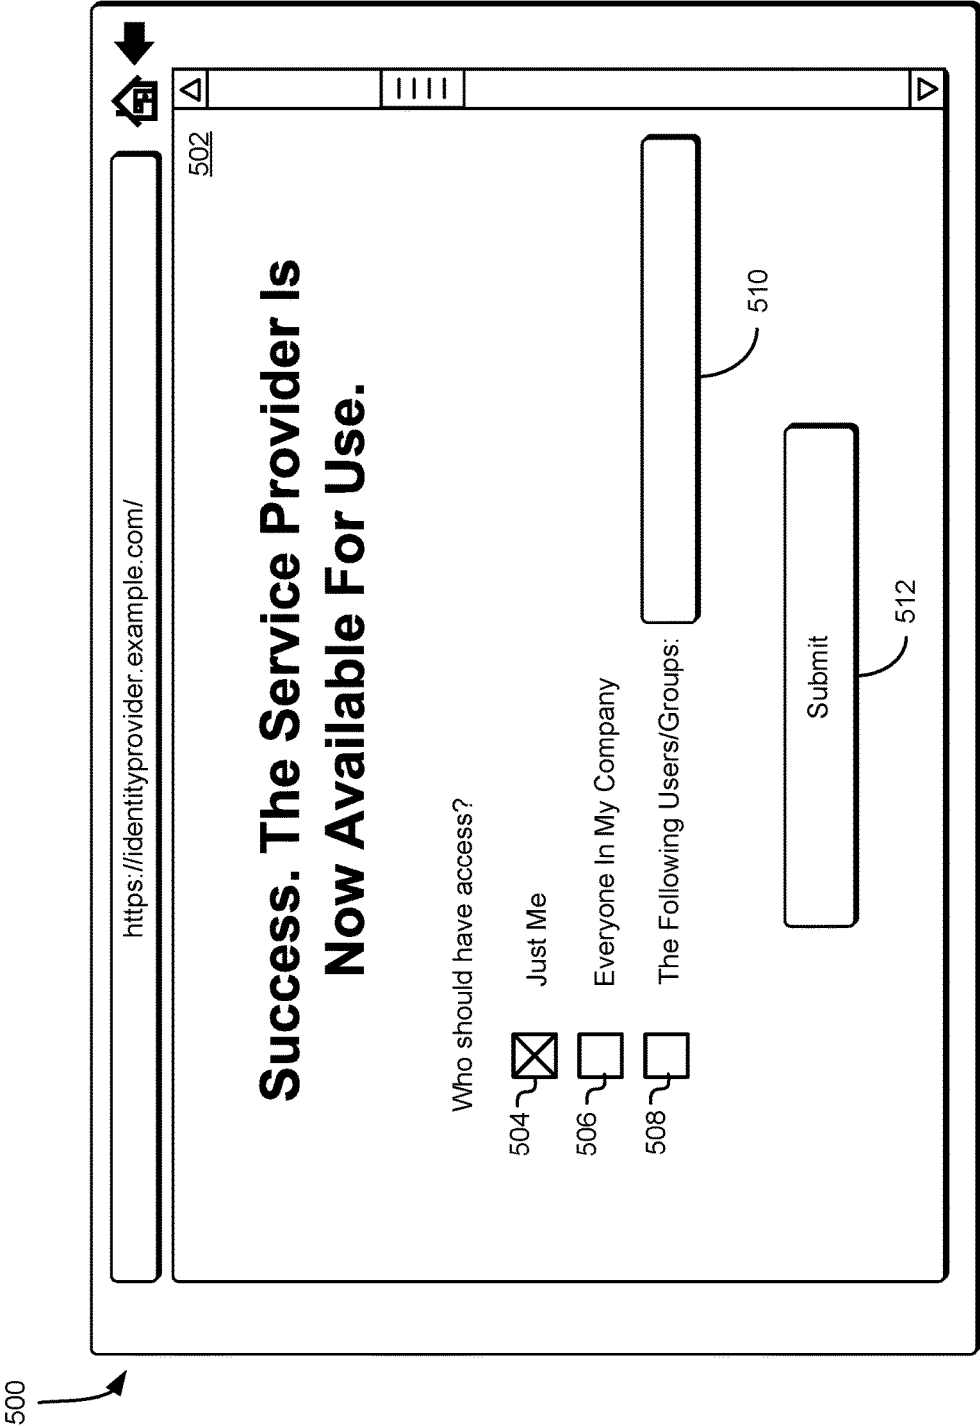 500
https://identityprovider.example.com/
502
Success. The Service Provider Is
Now Available For Use.
Who should have access?
504
Just Me
506
Everyone In My Company
508
The Following Users/Groups:
510
Submit
512